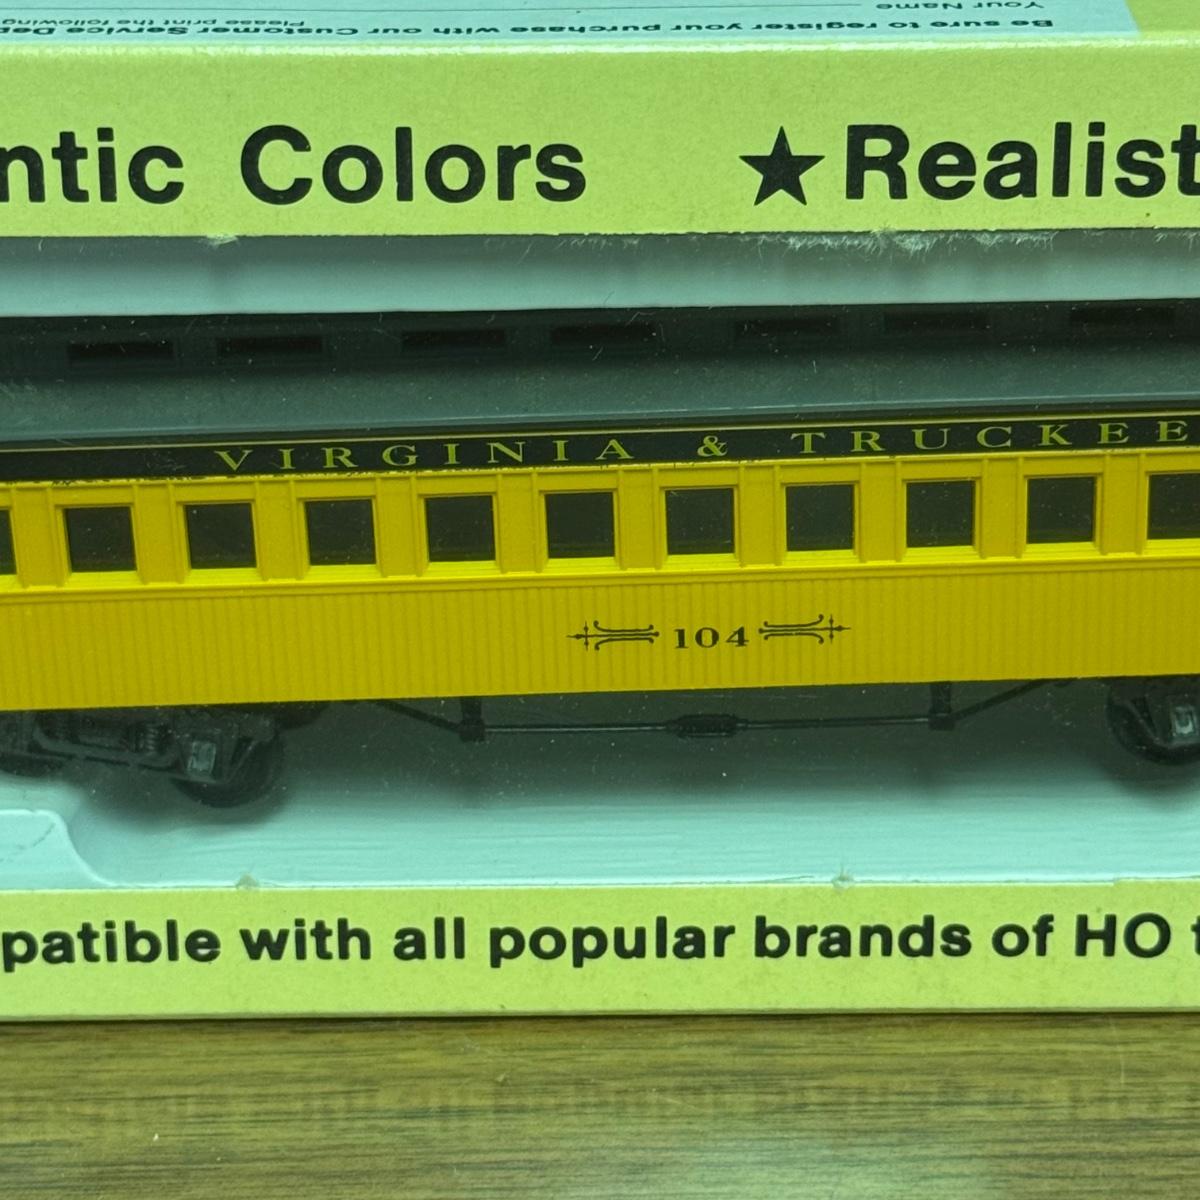 Your Name
Be sure to register your purchase with our Customer Service Dep
Please print the following
ntic Colors ★Realist
VIRGINIA & TRUCKEE
104
patible with all popular brands of HO